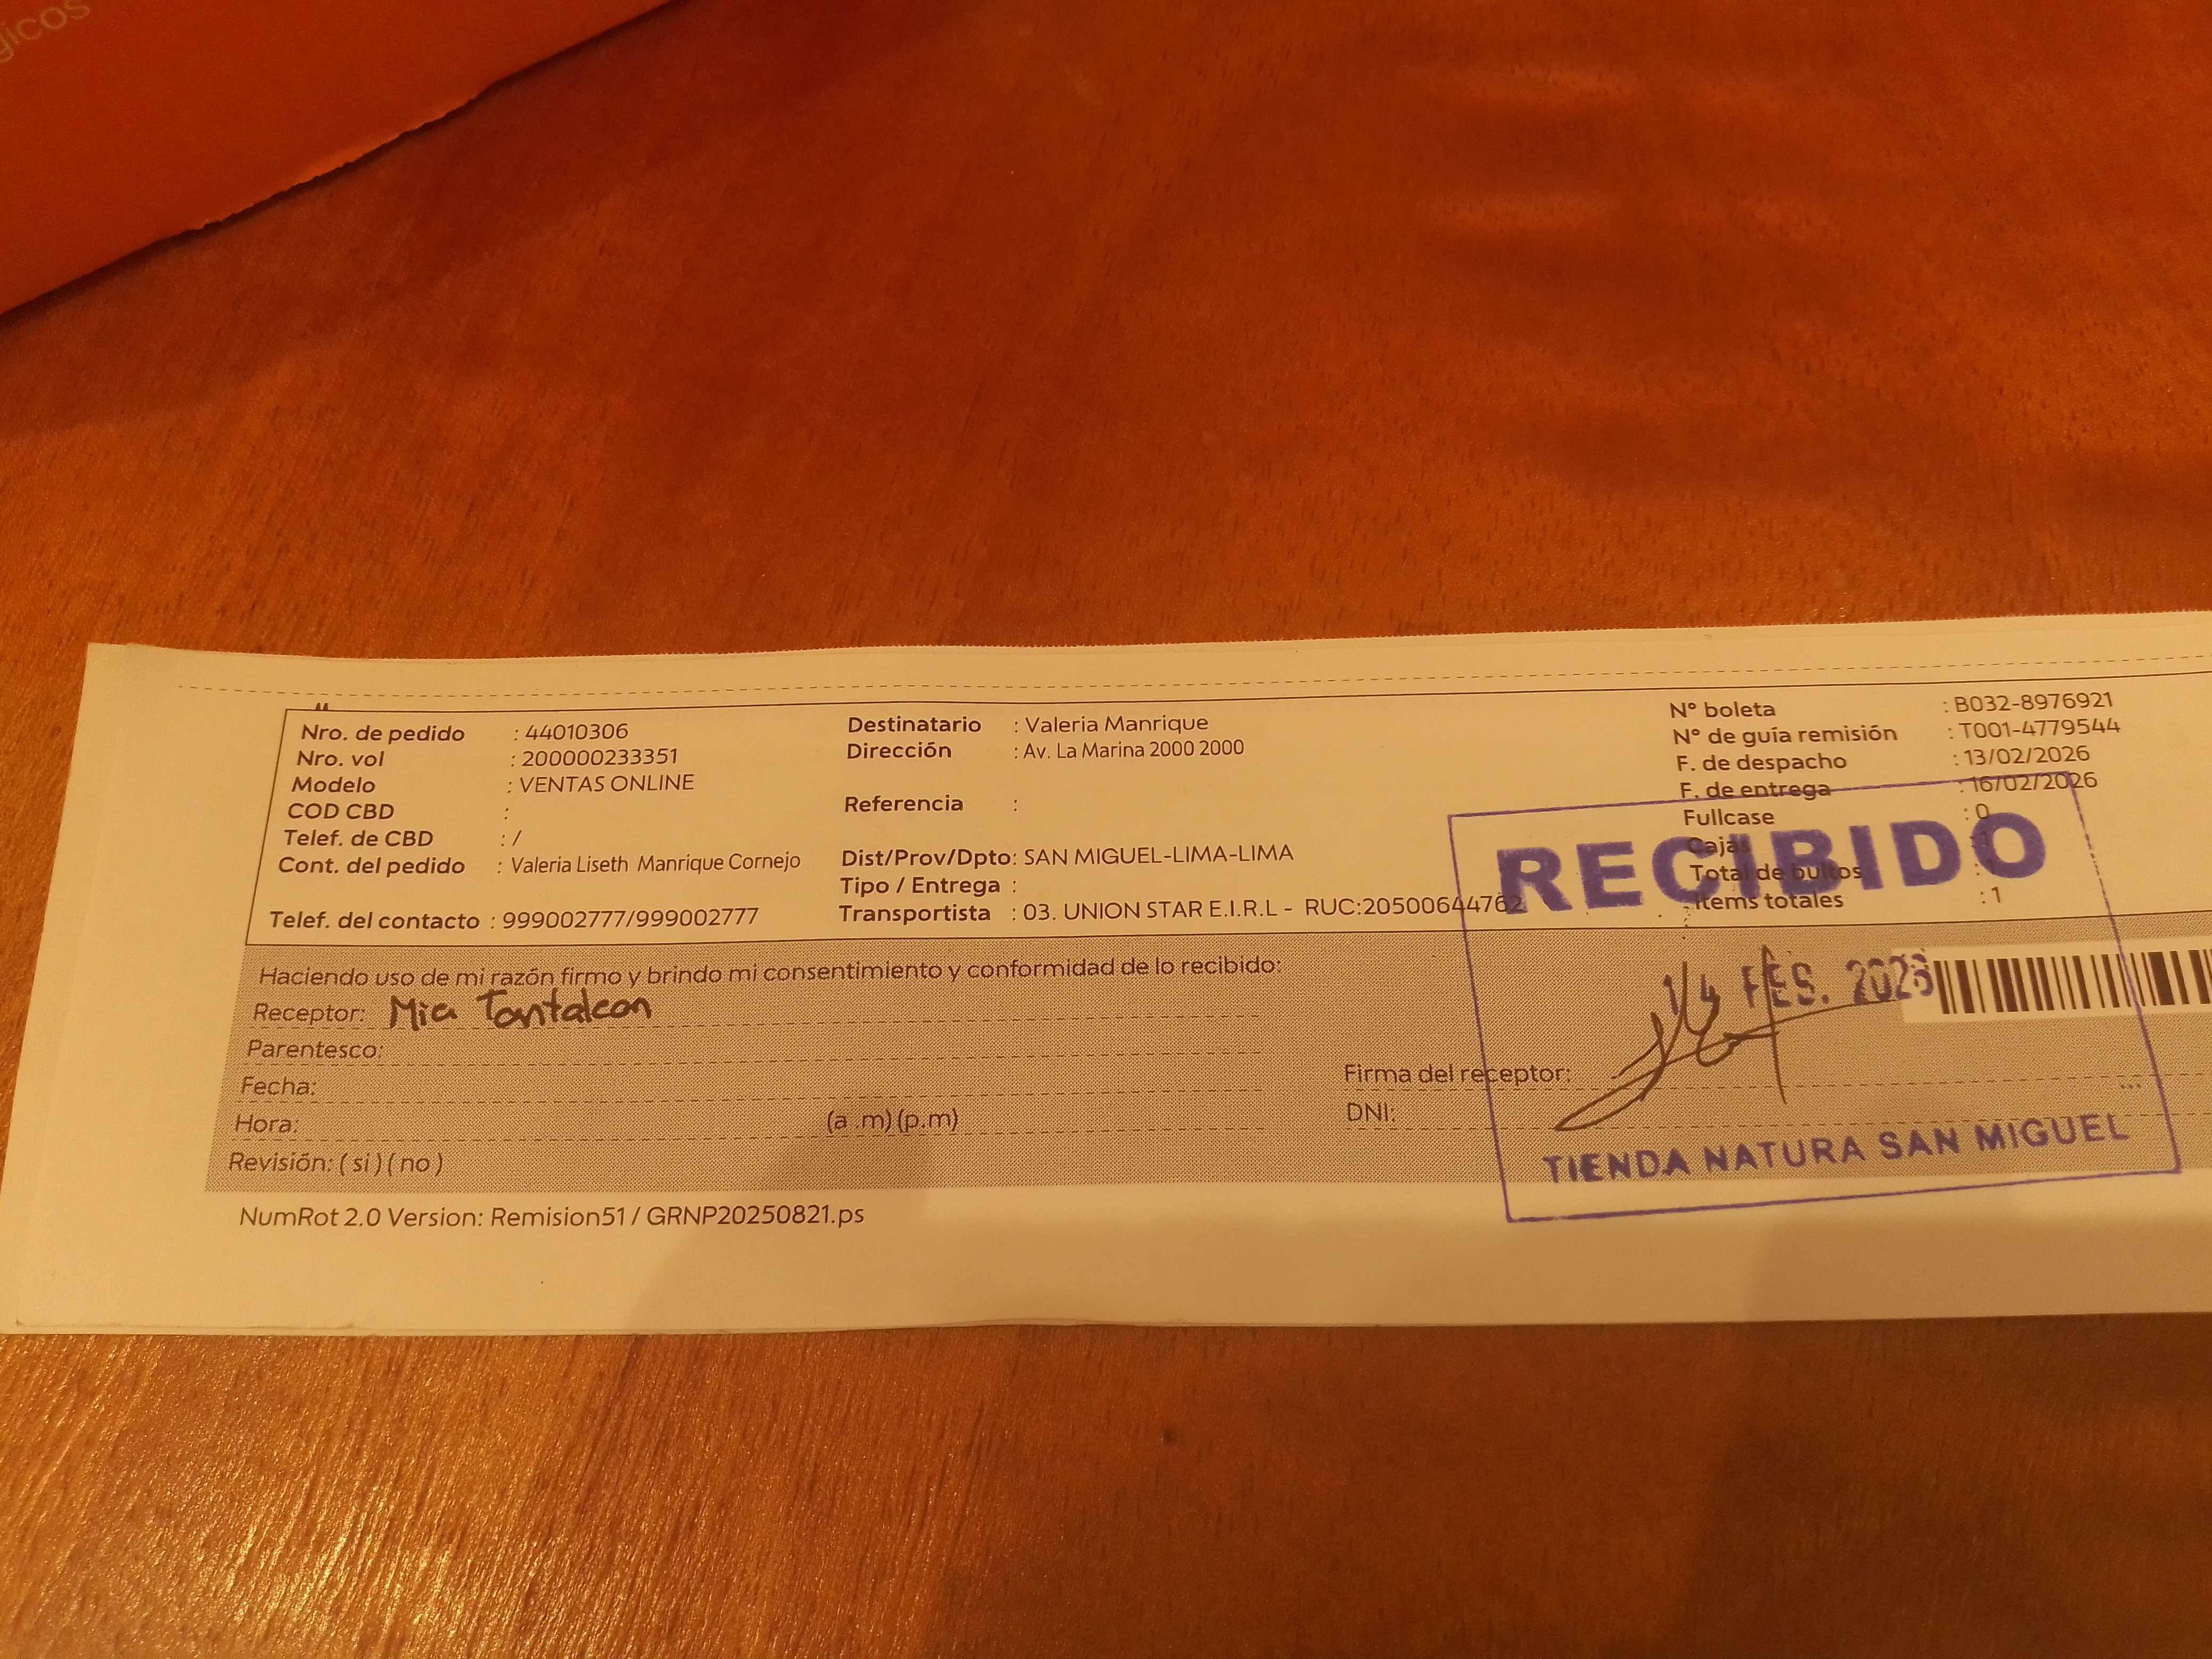 gicos
Nro. de pedido : 44010306
Nro. vol : 200000233351
Modelo : VENTAS ONLINE
COD CBD :
Telef. de CBD : /
Cont. del pedido : Valeria Liseth Manrique Cornejo
Telef. del contacto : 999002777/999002777
Destinatario : Valeria Manrique
Dirección : Av. La Marina 2000 2000
Referencia :
Dist/Prov/Dpto: SAN MIGUEL-LIMA-LIMA
Tipo / Entrega :
Transportista : 03. UNION STAR E.I.R.L - RUC:20500644762
N° boleta : B032-8976921
N° de guía remisión : T001-4779544
F. de despacho : 13/02/2026
F. de entrega : 16/02/2026
Fullcase : 0
Cajas
Total de bultos : 1
Items totales : 1
RECIBIDO
Haciendo uso de mi razón firmo y brindo mi consentimiento y conformidad de lo recibido:
Receptor: Mia Tantalean
Parentesco:
Fecha:
Hora: (a .m) (p.m)
Revisión: ( si ) ( no )
2026
Firma del receptor:
DNI:
TIENDA NATURA SAN MIGUEL
NumRot 2.0 Version: Remision51 / GRNP20250821.ps